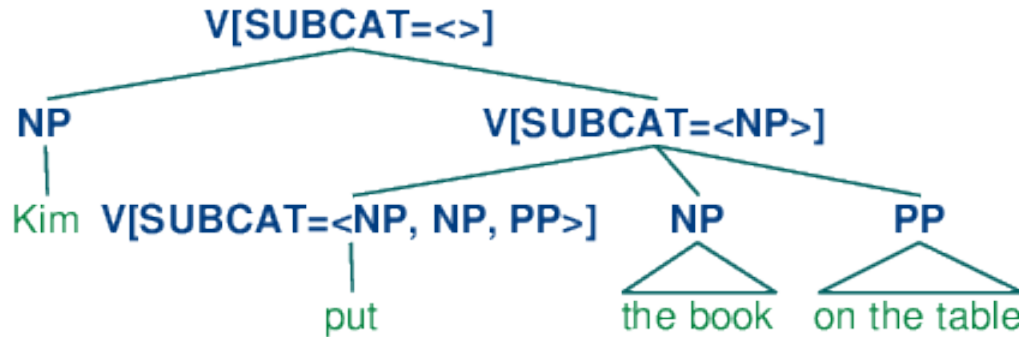 V[SUBCAT=<>]
NP V[SUBCAT=<NP>]
Kim V[SUBCAT=<NP, NP, PP>] NP PP
put the book on the table